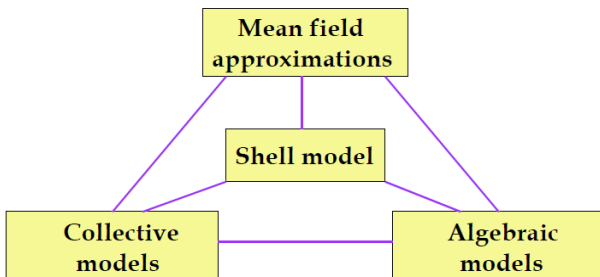 Mean field
approximations
Shell model
Collective
models
Algebraic
models